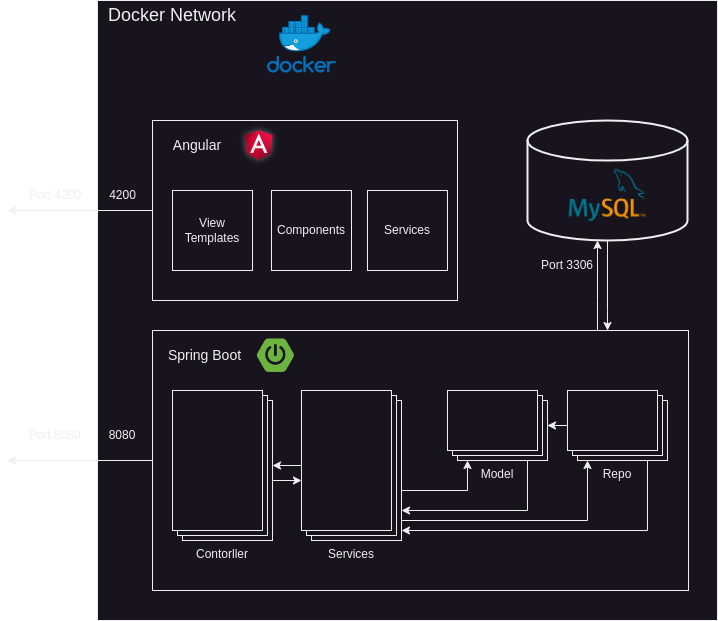 Docker Network
docker
Angular
Port 4200
4200
View
Templates
Components
Services
MySQL
Port 3306
Spring Boot
Port 8080
8080
Model
Repo
Contorller
Services